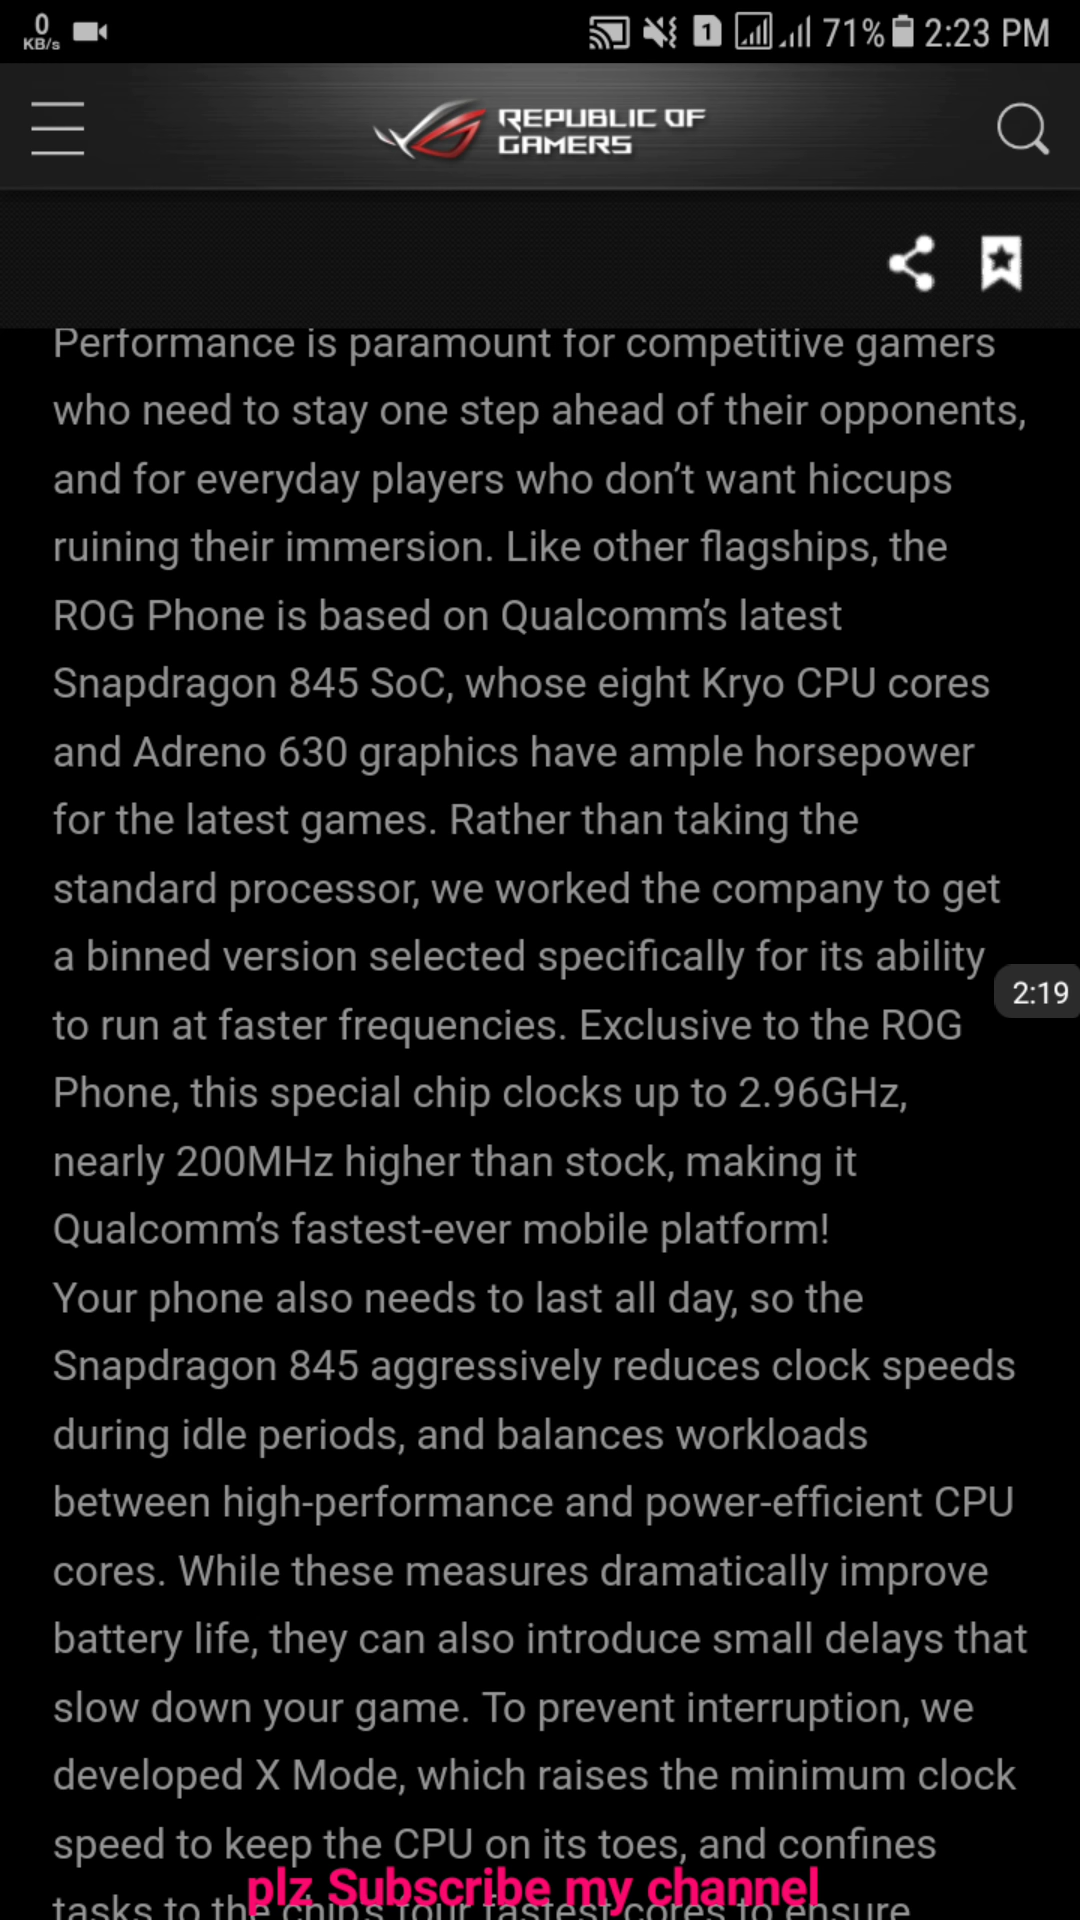 0
KB/s
1
71%
2:23 PM
REPUBLIC OF
GAMERS
Performance is paramount for competitive gamers
who need to stay one step ahead of their opponents,
and for everyday players who don’t want hiccups
ruining their immersion. Like other flagships, the
ROG Phone is based on Qualcomm’s latest
Snapdragon 845 SoC, whose eight Kryo CPU cores
and Adreno 630 graphics have ample horsepower
for the latest games. Rather than taking the
standard processor, we worked the company to get
a binned version selected specifically for its ability
2:19
to run at faster frequencies. Exclusive to the ROG
Phone, this special chip clocks up to 2.96GHz,
nearly 200MHz higher than stock, making it
Qualcomm’s fastest-ever mobile platform!
Your phone also needs to last all day, so the
Snapdragon 845 aggressively reduces clock speeds
during idle periods, and balances workloads
between high-performance and power-efficient CPU
cores. While these measures dramatically improve
battery life, they can also introduce small delays that
slow down your game. To prevent interruption, we
developed X Mode, which raises the minimum clock
speed to keep the CPU on its toes, and confines
plz Subscribe my channel
tasks to the chip’s four fastest cores to ensure